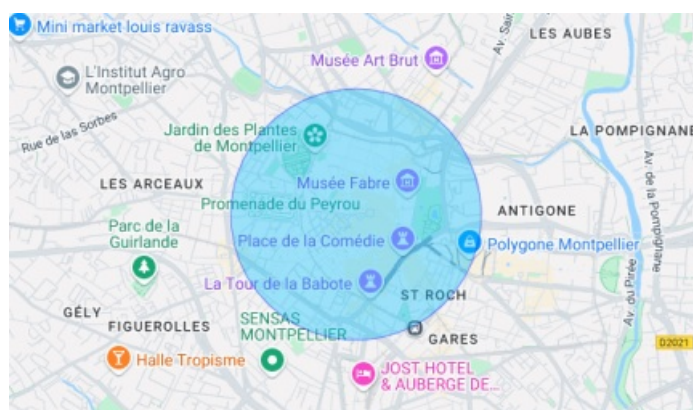 Mini market louis ravass
LES AUBES
Musée Art Brut
L'Institut Agro
Montpellier
Rue de las Sorbes
Jardin des Plantes
de Montpellier
LA POMPIGNANE
Av. de la Pompignane
LES ARCEAUX
Musée Fabre
Promenade du Peyrou
ANTIGONE
Parc de la
Guirlande
Place de la Comédie
Polygone Montpellier
La Tour de la Babote
ST ROCH
Av. du Pirée
GÉLY
FIGUEROLLES
SENSAS
MONTPELLIER
GARES
D2021
Halle Tropisme
JOST HOTEL
& AUBERGE DE...